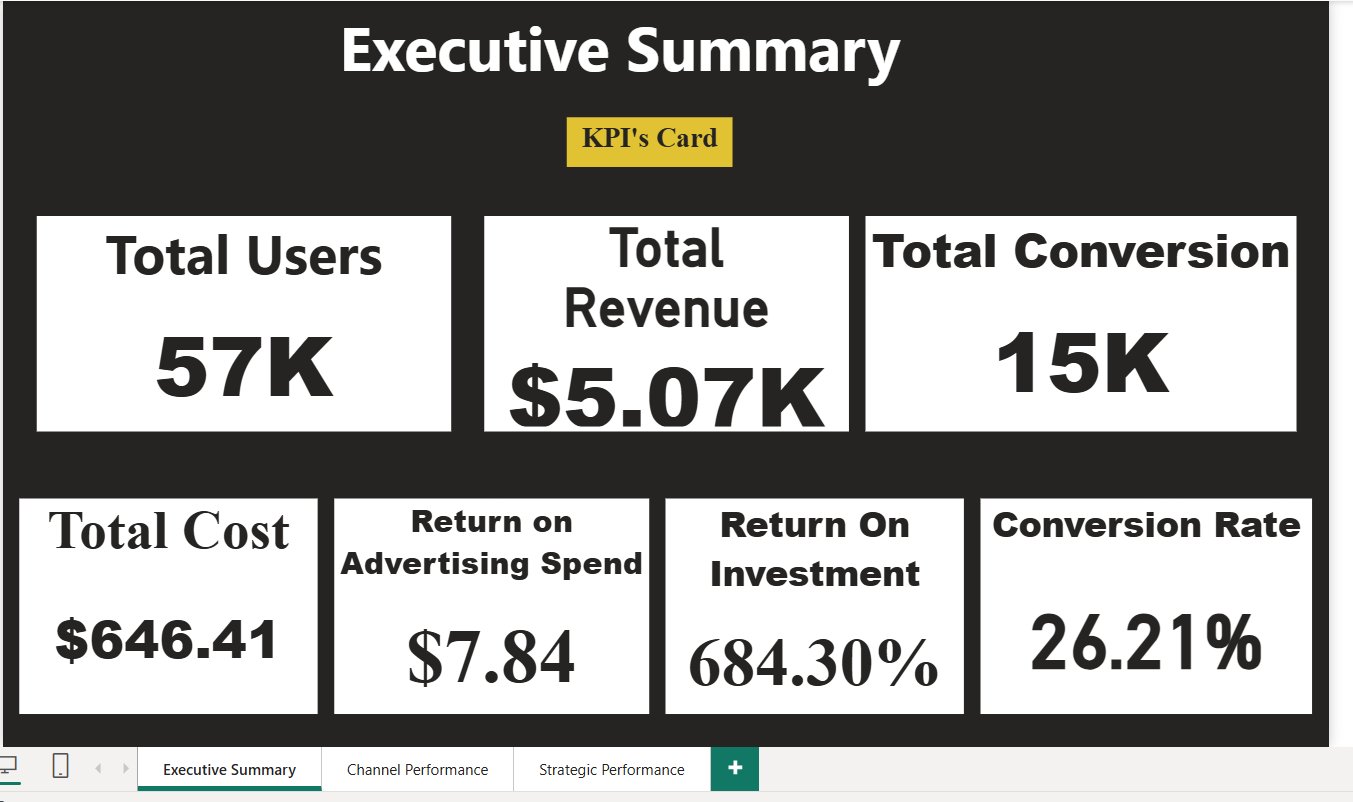 Executive Summary
KPI's Card
Total Users
57K
Total
Revenue
$5.07K
Total Conversion
15K
Total Cost
$646.41
Return on
Advertising Spend
$7.84
Return On
Investment
684.30%
Conversion Rate
26.21%
Executive Summary
Channel Performance
Strategic Performance
+